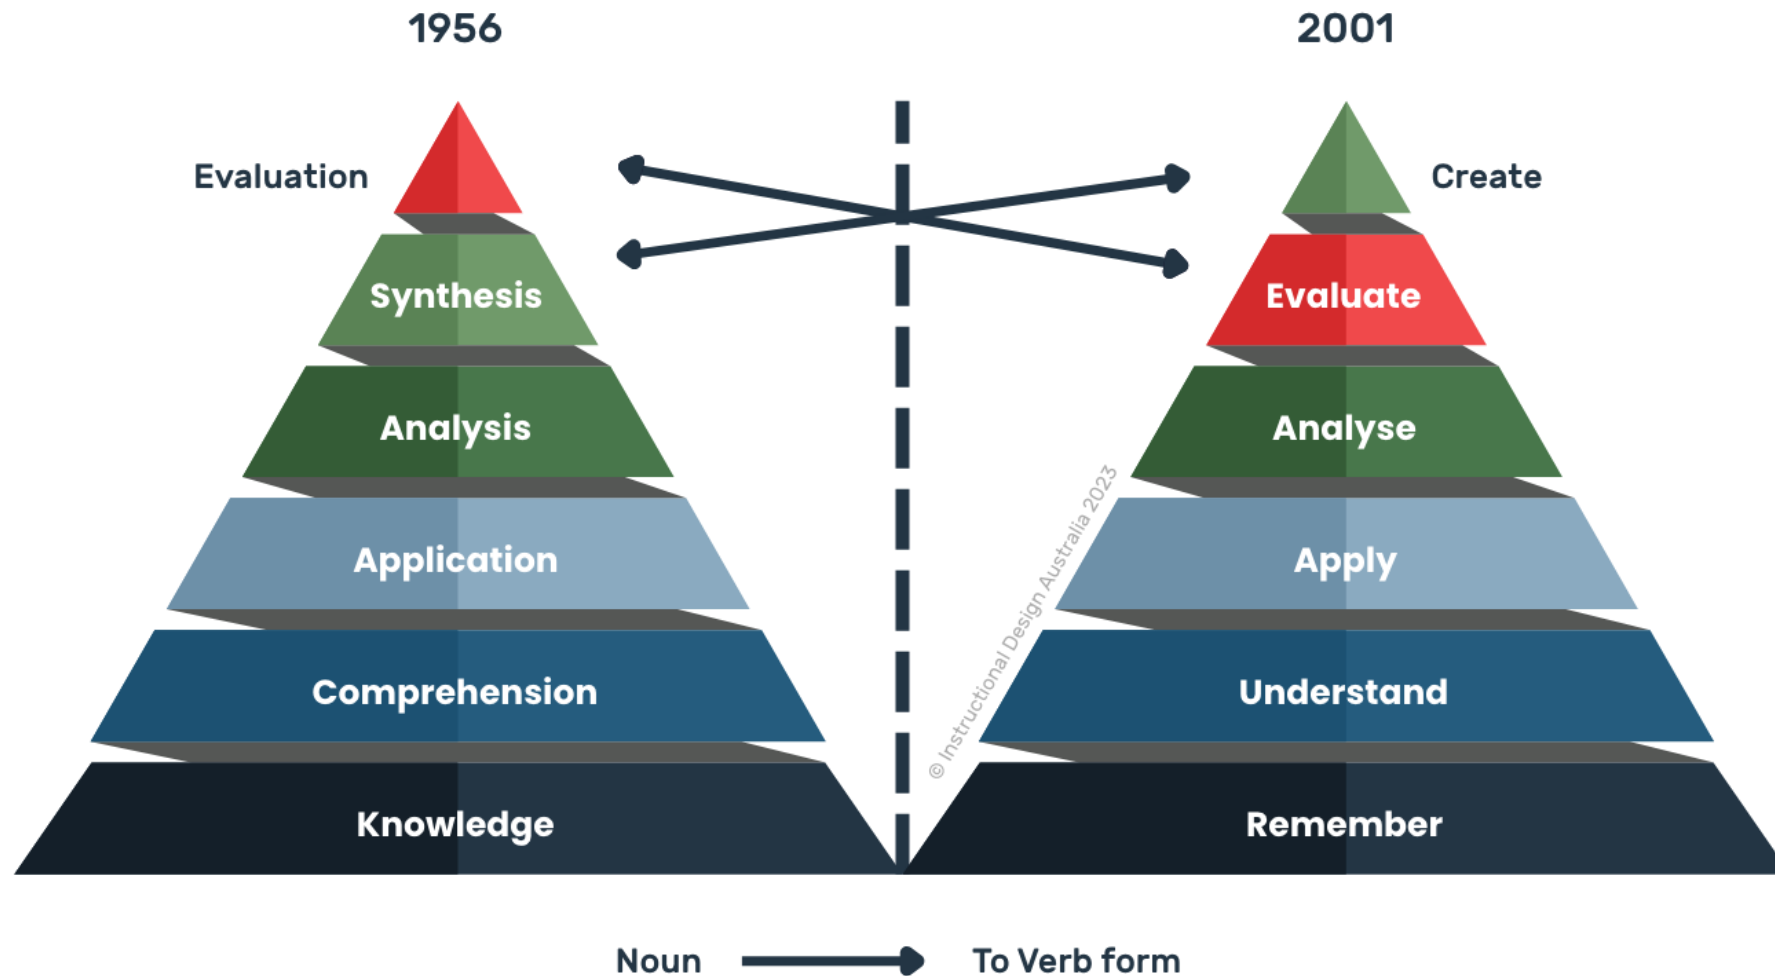 1956
2001
Evaluation
Create
Synthesis
Evaluate
Analysis
Analyse
Application
Apply
Comprehension
Understand
Knowledge
Remember
© Instructional Design Australia 2023
Noun To Verb form